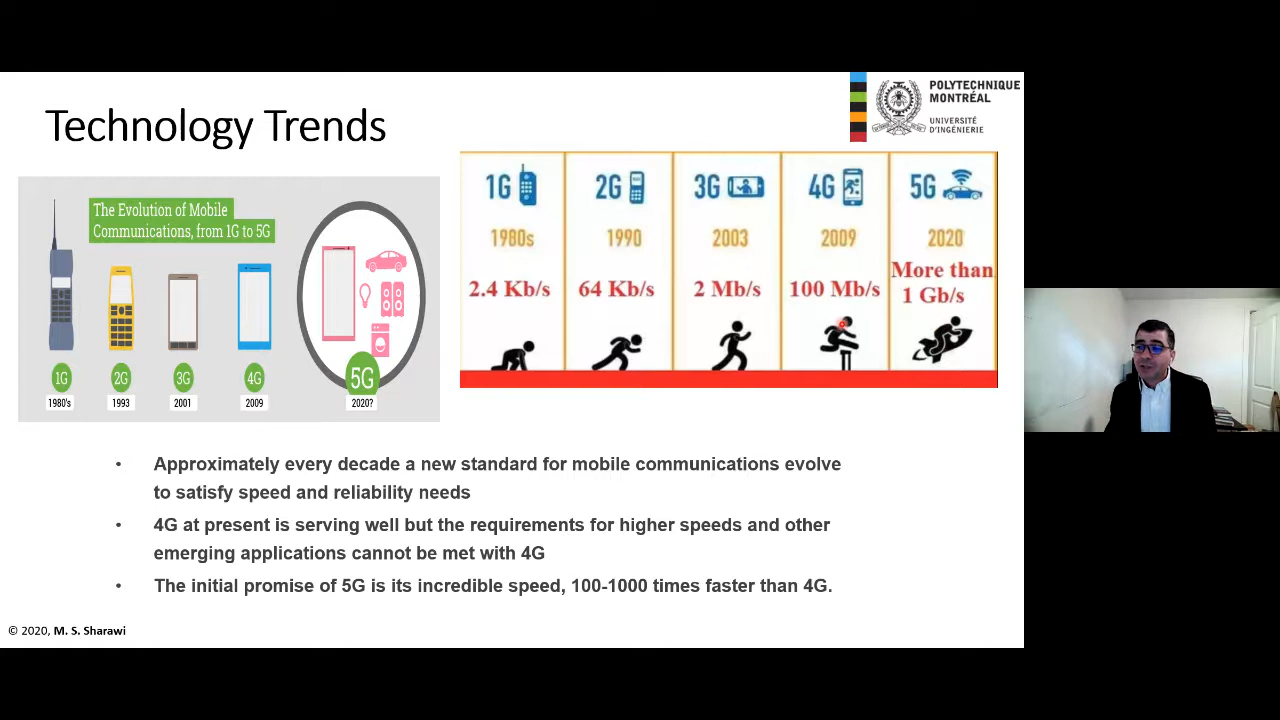 Technology Trends
POLYTECHNIQUE
MONTRÉAL
UNIVERSITÉ
D'INGÉNIERIE
The Evolution of Mobile
Communications, from 1G to 5G
1G
2G
3G
4G
5G
1980's
1993
2001
2009
2020?
1G
2G
3G
4G
5G
1980s
1990
2003
2009
2020
2.4 Kb/s
64 Kb/s
2 Mb/s
100 Mb/s
More than
1 Gb/s
• Approximately every decade a new standard for mobile communications evolve
to satisfy speed and reliability needs
• 4G at present is serving well but the requirements for higher speeds and other
emerging applications cannot be met with 4G
• The initial promise of 5G is its incredible speed, 100-1000 times faster than 4G.
© 2020, M. S. Sharawi